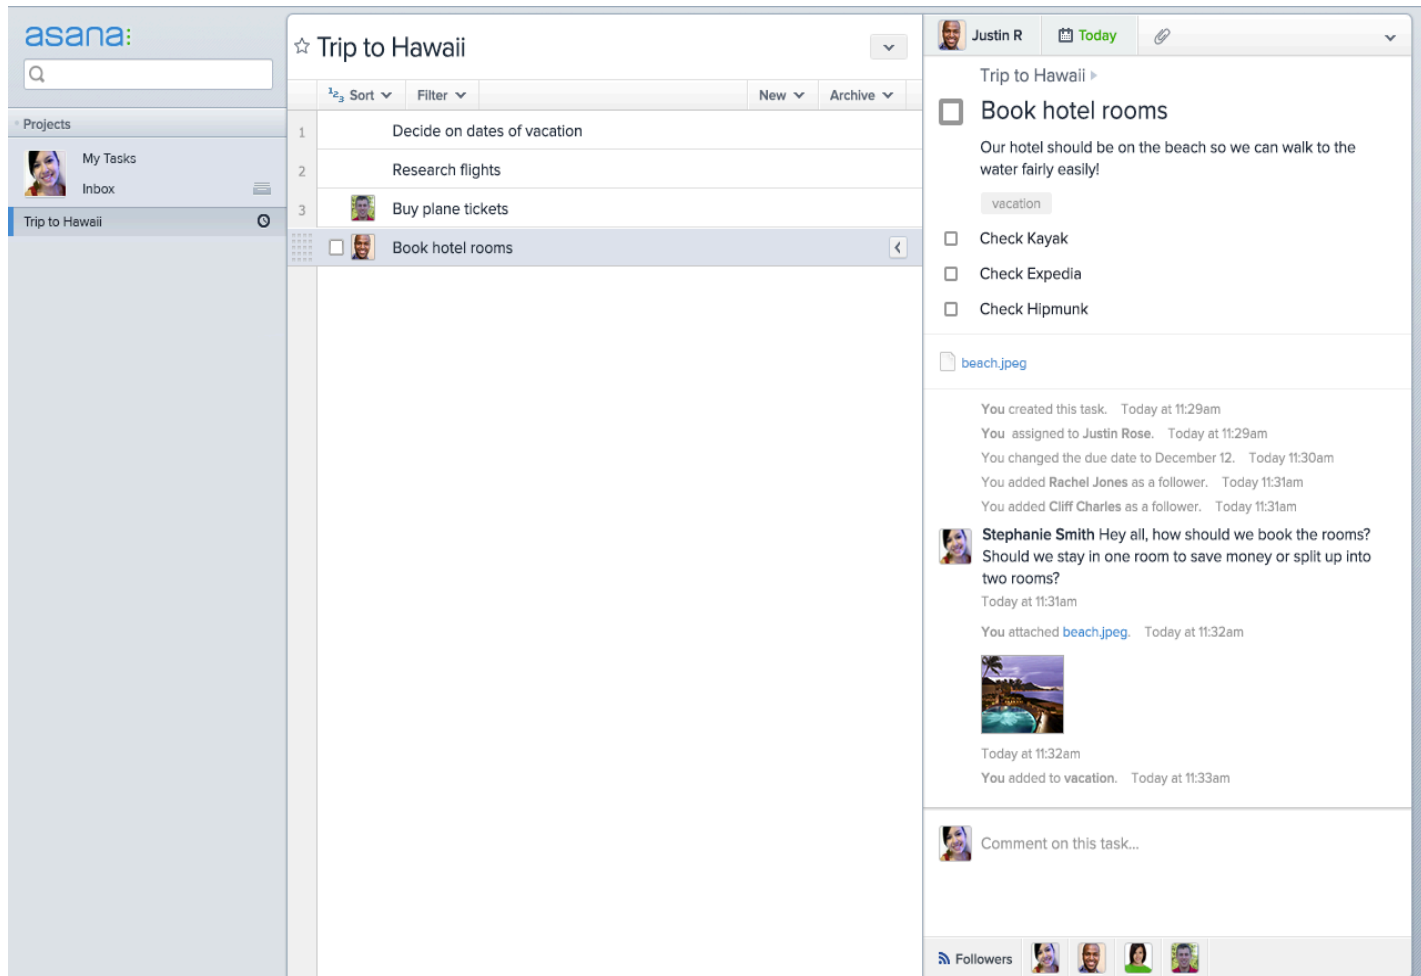 asana
Projects
My Tasks
Inbox
Trip to Hawaii
Trip to Hawaii
123 Sort
Filter
New
Archive
1 Decide on dates of vacation
2 Research flights
3 Buy plane tickets
Book hotel rooms
Justin R
Today
Trip to Hawaii
Book hotel rooms
Our hotel should be on the beach so we can walk to the
water fairly easily!
vacation
Check Kayak
Check Expedia
Check Hipmunk
beach.jpeg
You created this task. Today at 11:29am
You assigned to Justin Rose. Today at 11:29am
You changed the due date to December 12. Today 11:30am
You added Rachel Jones as a follower. Today 11:31am
You added Cliff Charles as a follower. Today 11:31am
Stephanie Smith Hey all, how should we book the rooms?
Should we stay in one room to save money or split up into
two rooms?
Today at 11:31am
You attached beach.jpeg. Today at 11:32am
Today at 11:32am
You added to vacation. Today at 11:33am
Comment on this task...
Followers